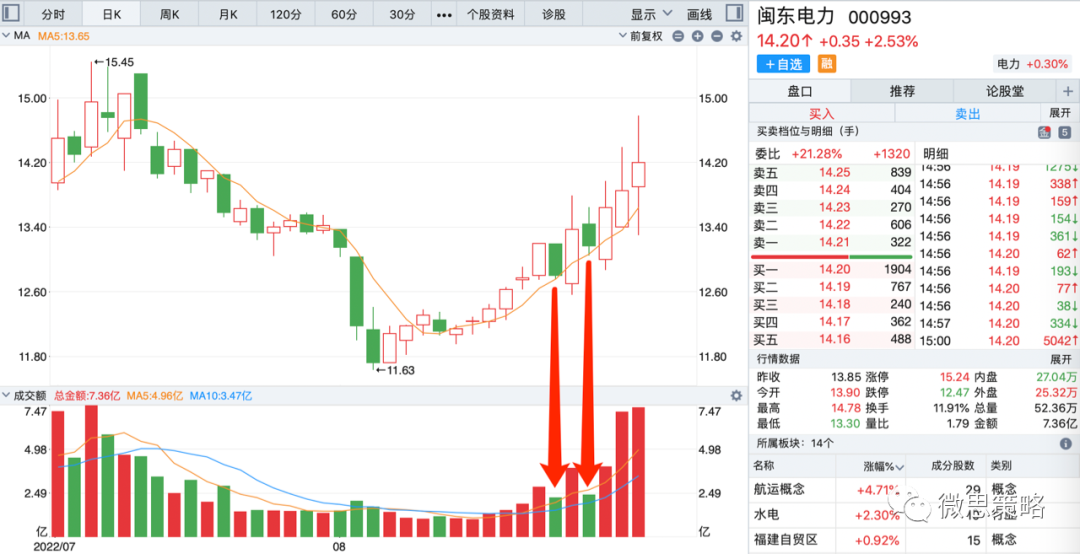 分时 日K 周K 月K 120分 60分 30分 ••• 个股资料 诊股 显示 画线
MA MA5:13.65 前复权
15.45
15.00 15.00
14.20 14.20
13.40 13.40
12.60 12.60
11.80 11.80
11.63
成交额 总金额:7.36亿 MA5:4.96亿 MA10:3.47亿
7.47 7.47
4.98 4.98
2.49 2.49
亿 亿
2022/07 08
闽东电力 000993
14.20↑ +0.35 +2.53%
+自选 融 电力 +0.30%
盘口 推荐 论股堂 +
买入 卖出 展开
买卖档位与明细（手） 5
委比 +21.28% +1320 明细
卖五 14.25 839
卖四 14.24 404
卖三 14.23 270
卖二 14.22 606
卖一 14.21 322
买一 14.20 1904
买二 14.19 767
买三 14.18 240
买四 14.17 362
买五 14.16 488
14:56 14.19 1275↓
14:56 14.19 338↑
14:56 14.19 159↑
14:56 14.19 154↓
14:56 14.19 361↓
14:56 14.20 62↑
14:56 14.19 193↓
14:56 14.20 77↑
14:56 14.20 38↓
14:57 14.20 334↓
15:00 14.20 5042↑
行情数据 展开
昨收 13.85 涨停 15.24 内盘 27.04万
今开 13.90 跌停 12.47 外盘 25.32万
最高 14.78 换手 11.91% 总量 52.36万
最低 13.30 量比 1.79 金额 7.36亿
所属板块：14个
名称 涨幅% 成分股数 类别
航运概念 +4.71% 29 概念
水电 +2.30%
福建自贸区 +0.92% 15 概念
微思策略